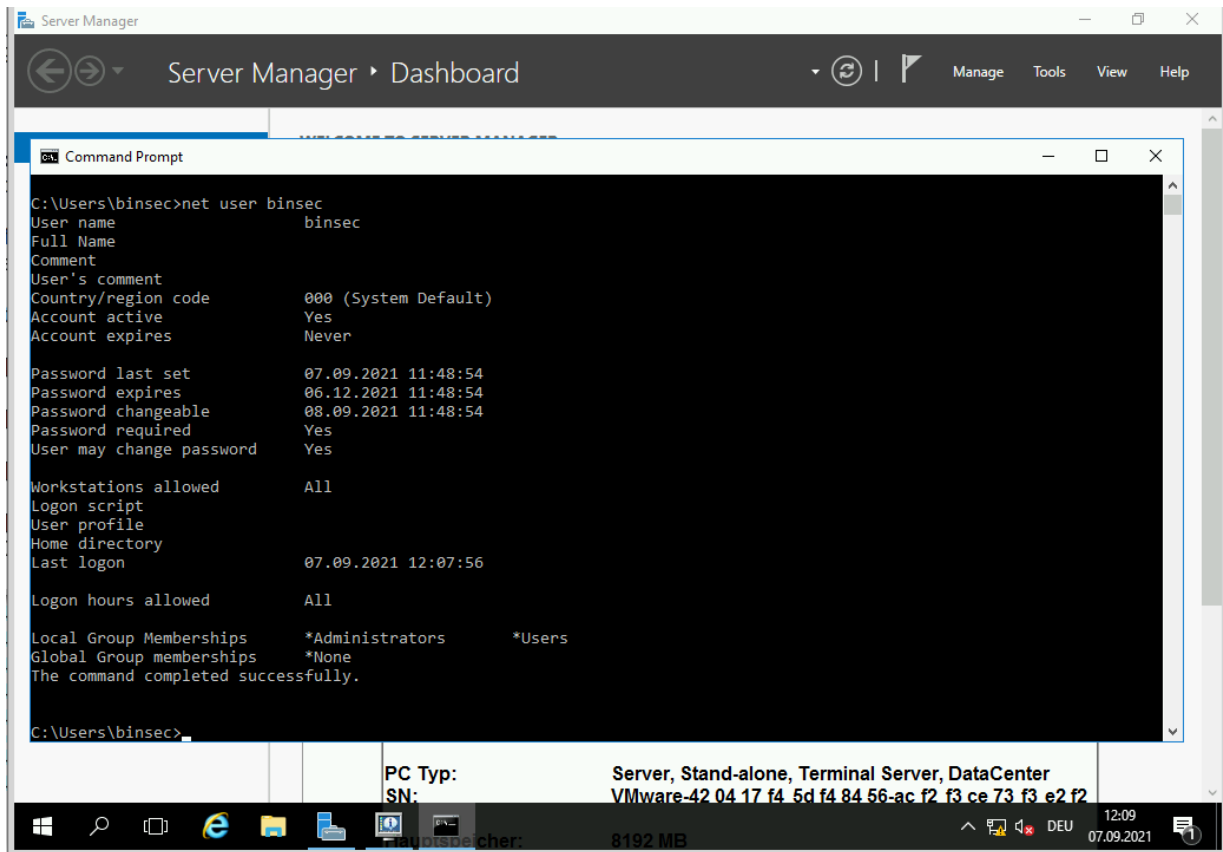 Server Manager
Server Manager ‣ Dashboard
Manage Tools View Help
WELCOME TO SERVER MANAGER
Command Prompt
C:\Users\binsec>net user binsec
User name binsec
Full Name
Comment
User's comment
Country/region code 000 (System Default)
Account active Yes
Account expires Never
Password last set 07.09.2021 11:48:54
Password expires 06.12.2021 11:48:54
Password changeable 08.09.2021 11:48:54
Password required Yes
User may change password Yes
Workstations allowed All
Logon script
User profile
Home directory
Last logon 07.09.2021 12:07:56
Logon hours allowed All
Local Group Memberships *Administrators *Users
Global Group memberships *None
The command completed successfully.
C:\Users\binsec>
PC Typ: Server, Stand-alone, Terminal Server, DataCenter
SN: VMware-42 04 17 f4 5d f4 84 56-ac f2 f3 ce 73 f3 e2 f2
Hauptspeicher: 8192 MB
DEU
12:09
07.09.2021
1